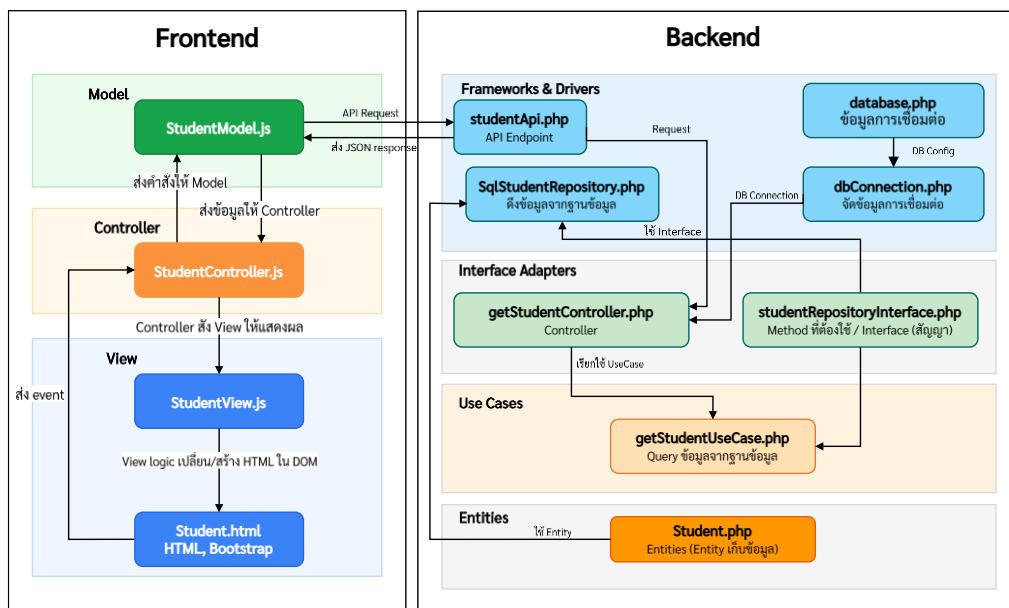 Frontend
Model
StudentModel.js
ส่งคำสั่งให้ Model
ส่งข้อมูลให้ Controller
Controller
StudentController.js
Controller สั่ง View ให้แสดงผล
View
ส่ง event
StudentView.js
View logic เปลี่ยน/สร้าง HTML ใน DOM
Student.html
HTML, Bootstrap
API Request
ส่ง JSON response
Backend
Frameworks & Drivers
studentApi.php
API Endpoint
Request
database.php
ข้อมูลการเชื่อมต่อ
DB Config
SqlStudentRepository.php
ดึงข้อมูลจากฐานข้อมูล
DB Connection
dbConnection.php
จัดข้อมูลการเชื่อมต่อ
ใช้ Interface
Interface Adapters
getStudentController.php
Controller
studentRepositoryInterface.php
Method ที่ต้องใช้ / Interface (สัญญา)
เรียกใช้ UseCase
Use Cases
getStudentUseCase.php
Query ข้อมูลจากฐานข้อมูล
Entities
ใช้ Entity
Student.php
Entities (Entity เก็บข้อมูล)